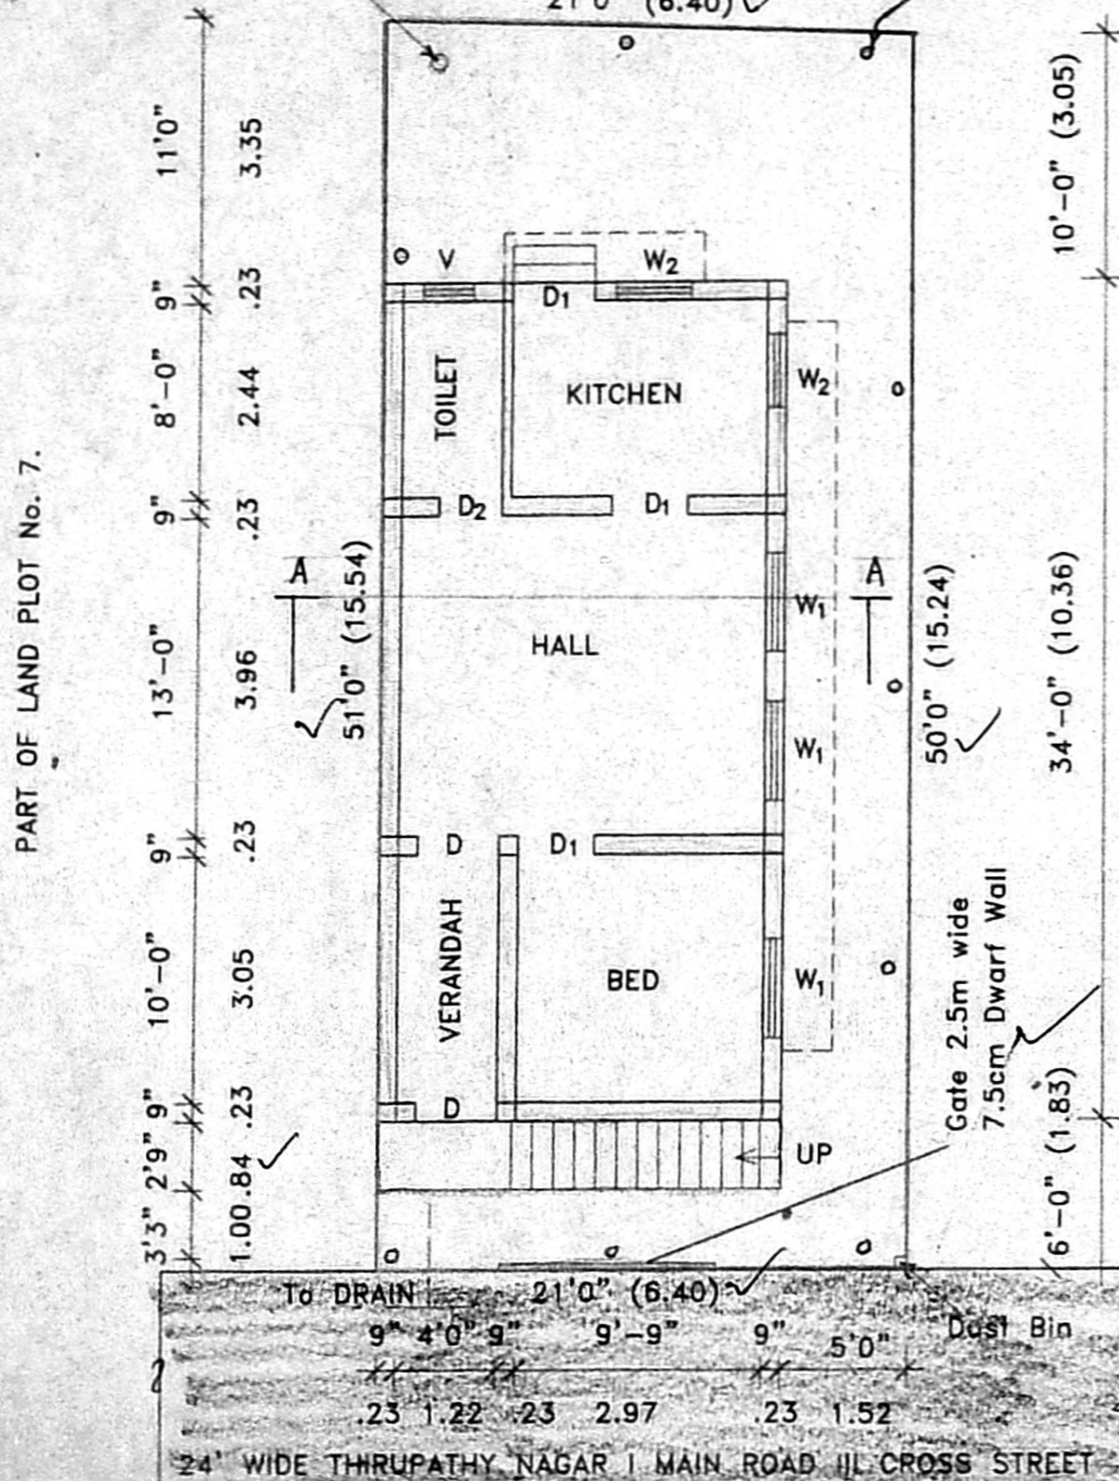 21'0" (6.40)
11'0"
3.35
10'-0" (3.05)
V
W2
D1
9"
.23
TOILET
KITCHEN
W2
8'-0"
2.44
PART OF LAND PLOT No. 7.
9"
.23
D2
D1
A
A
51'0" (15.54)
W1
HALL
50'0" (15.24)
34'-0" (10.36)
13'-0"
3.96
W1
9"
.23
D
D1
VERANDAH
BED
W1
10'-0"
3.05
Gate 2.5m wide
7.5cm Dwarf Wall
9"
.23
D
2'9"
.84
UP
3'3"
1.00
6'-0" (1.83)
To DRAIN
21'0" (6.40)
Dust Bin
9" 4'0" 9" 9'-9" 9" 5'0"
.23 1.22 .23 2.97 .23 1.52
24' WIDE THIRUPATHY NAGAR I MAIN ROAD III CROSS STREET